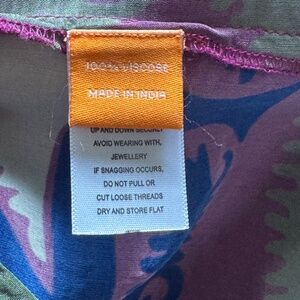 100% VISCOSE
MADE IN INDIA
UP AND DOWN SECURELY
AVOID WEARING WITH,
JEWELLERY
IF SNAGGING OCCURS,
DO NOT PULL OR
CUT LOOSE THREADS
DRY AND STORE FLAT